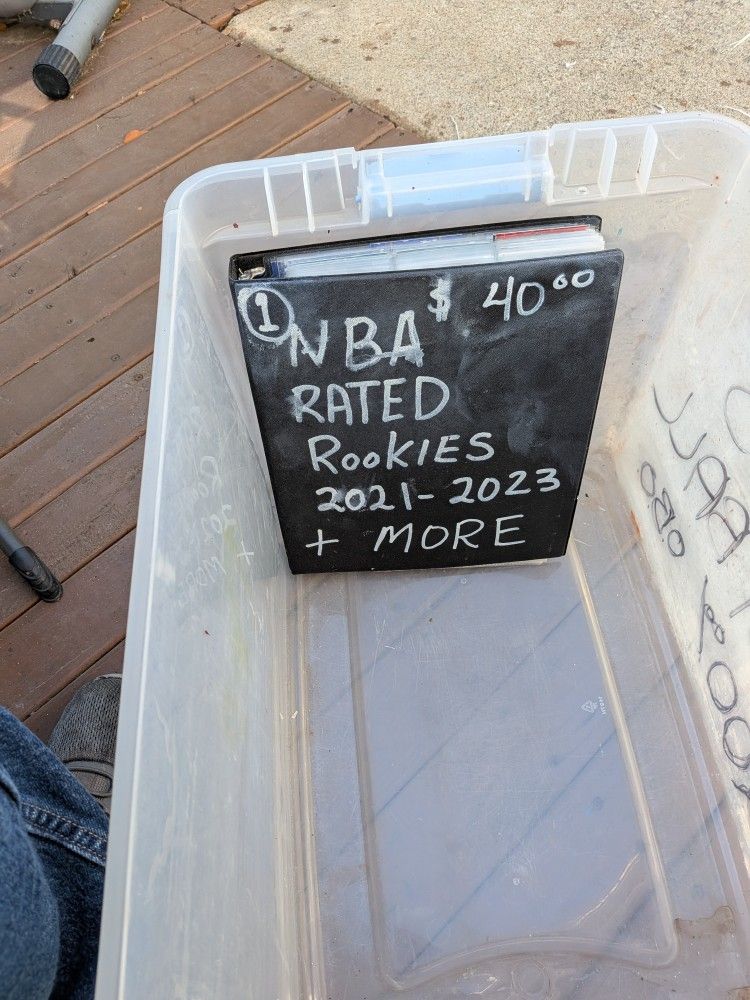 1 NBA $ 40⁰⁰
RATED
ROOKIES
2021-2023
+ MORE